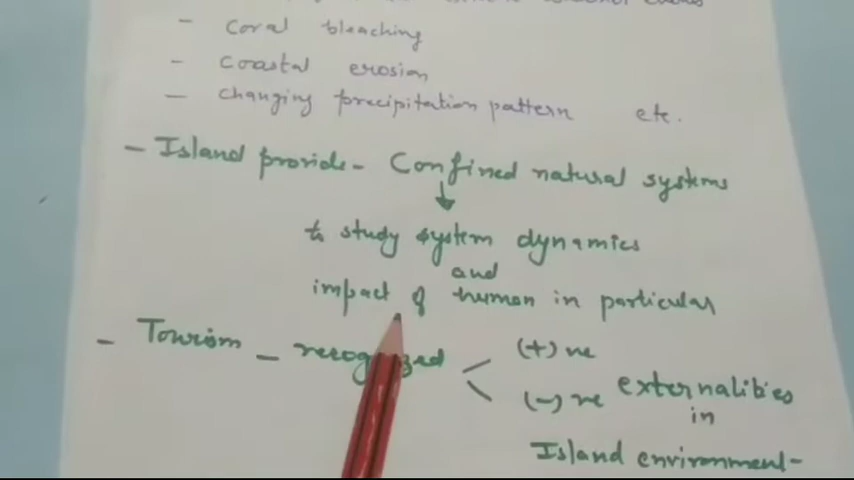 - Coral bleaching
- Coastal erosion
- Changing precipitation pattern etc.
- Island provide - Confined natural systems
to study system dynamics
and
impact of human in particular
- Tourism - recognized (+)ve
(-)ve externalities
in
Island environment-